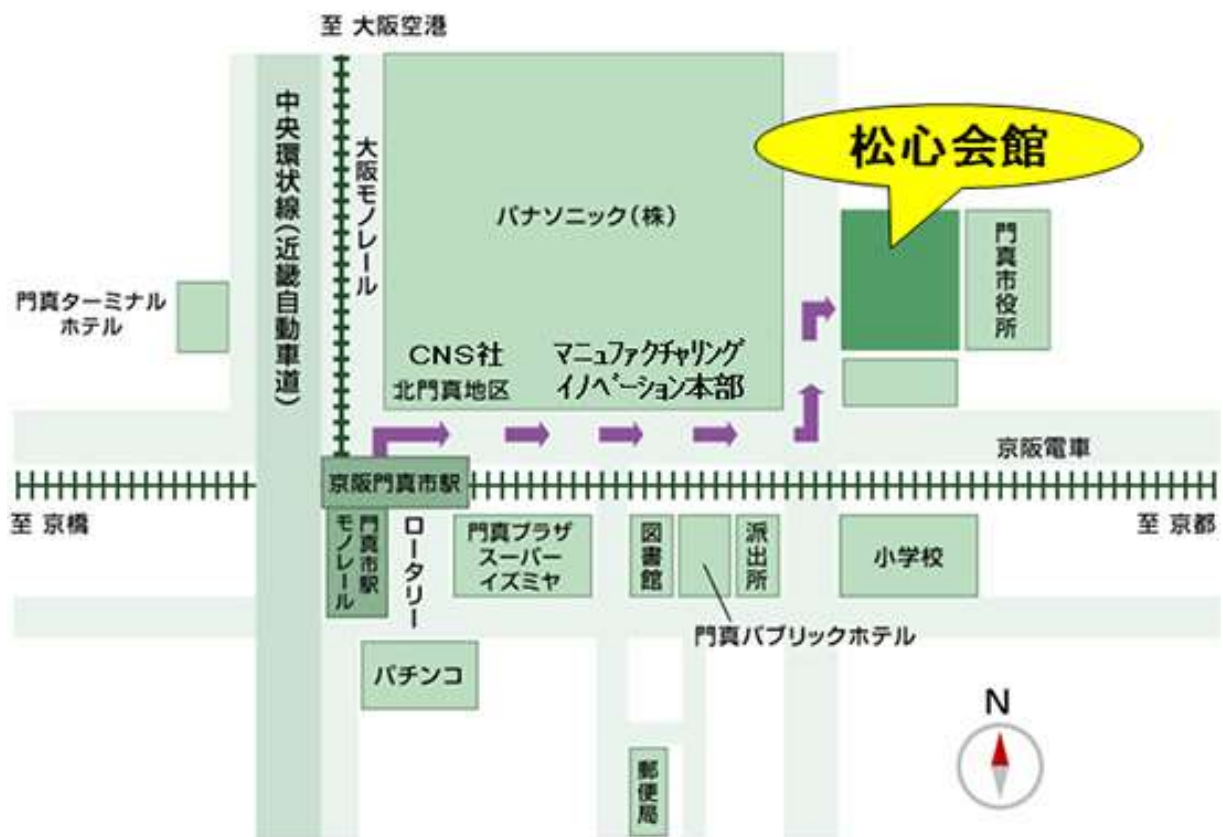 至 大阪空港
中央環状線(近畿自動車道)
大阪モノレール
松心会館
パナソニック(株)
門真市役所
門真ターミナル
ホテル
CNS社
北門真地区
マニュファクチャリング
イノベーション本部
京阪電車
京阪門真市駅
至 京橋
至 京都
門真市駅
モノレール
ロータリー
門真プラザ
スーパー
イズミヤ
図書館
派出所
小学校
門真パブリックホテル
パチンコ
郵便局
N